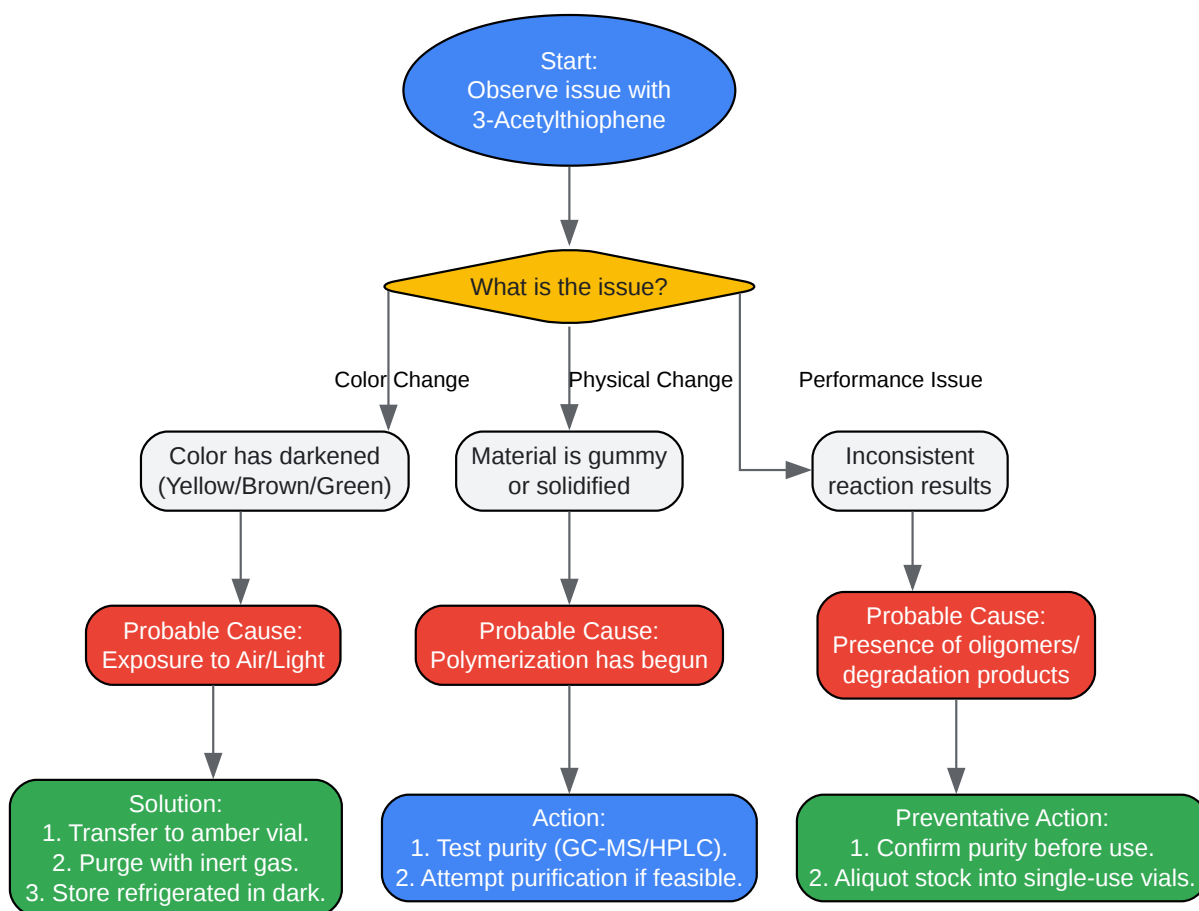 Start:
Observe issue with
3-Acetylthiophene
What is the issue?
Color Change
Physical Change
Performance Issue
Color has darkened
(Yellow/Brown/Green)
Material is gummy
or solidified
Inconsistent
reaction results
Probable Cause:
Exposure to Air/Light
Probable Cause:
Polymerization has begun
Probable Cause:
Presence of oligomers/
degradation products
Solution:
1. Transfer to amber vial.
2. Purge with inert gas.
3. Store refrigerated in dark.
Action:
1. Test purity (GC-MS/HPLC).
2. Attempt purification if feasible.
Preventative Action:
1. Confirm purity before use.
2. Aliquot stock into single-use vials.